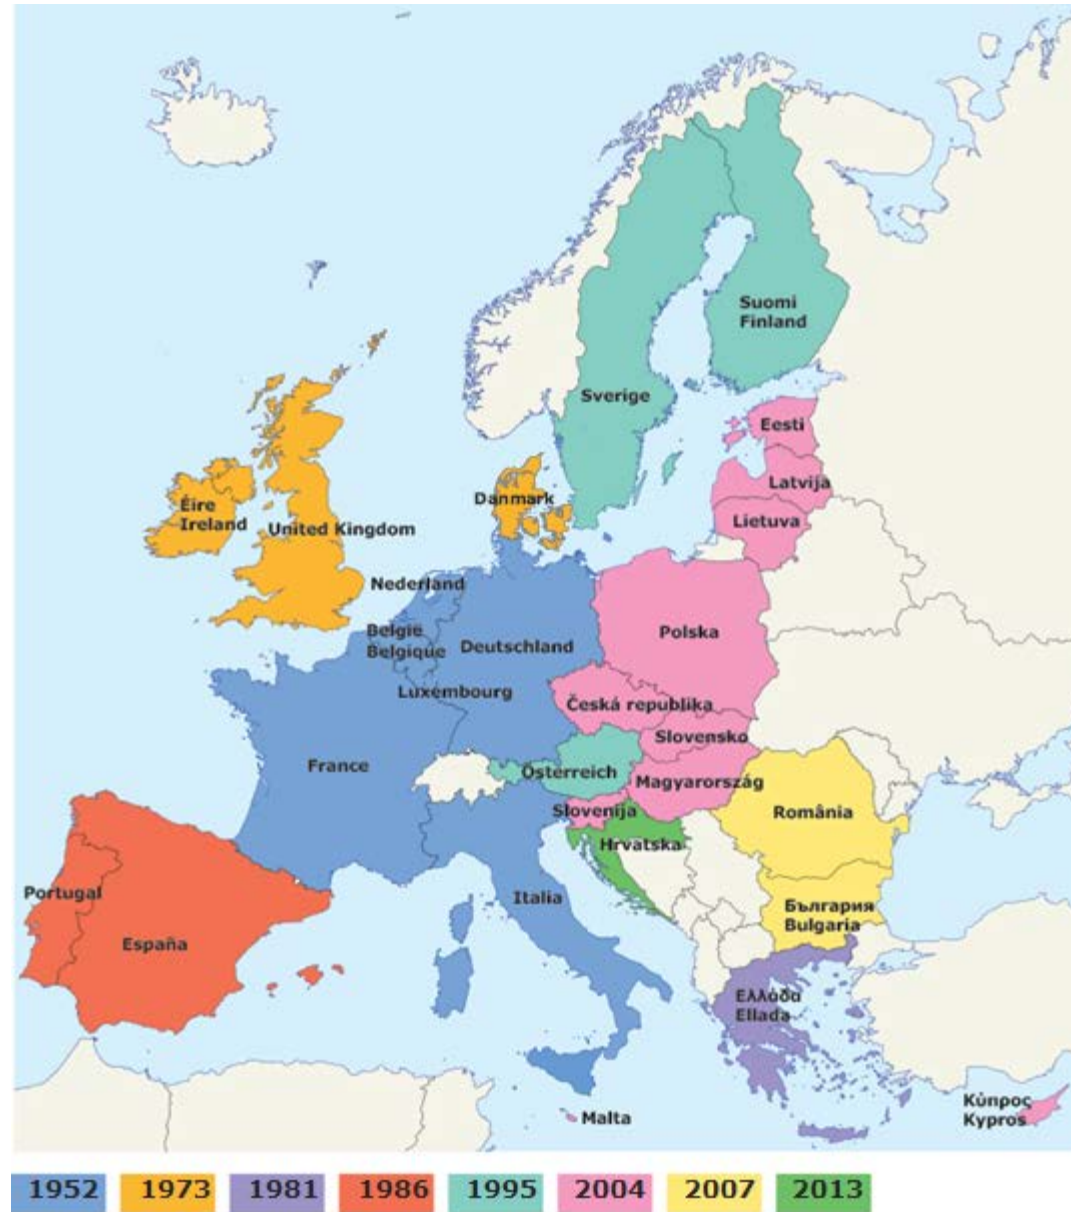 Suomi
Finland
Sverige
Eesti
Latvija
Lietuva
Danmark
Éire
Ireland
United Kingdom
Nederland
België
Belgique
Deutschland
Polska
Luxembourg
Česká republika
Slovensko
France
Österreich
Magyarország
Slovenija
România
Hrvatska
Portugal
España
Italia
България
Bulgaria
Ελλάδα
Ellada
Κύπρος
Kypros
Malta
1952 1973 1981 1986 1995 2004 2007 2013